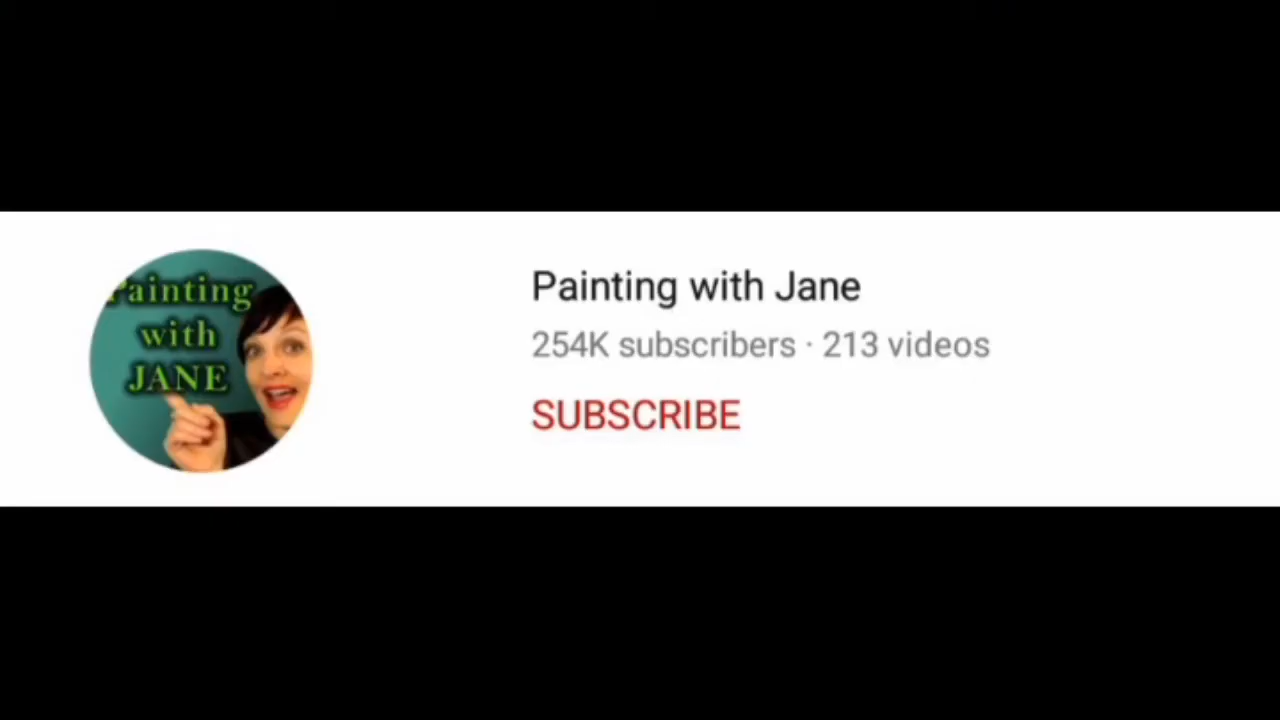 Painting
with
JANE
Painting with Jane
254K subscribers · 213 videos
SUBSCRIBE